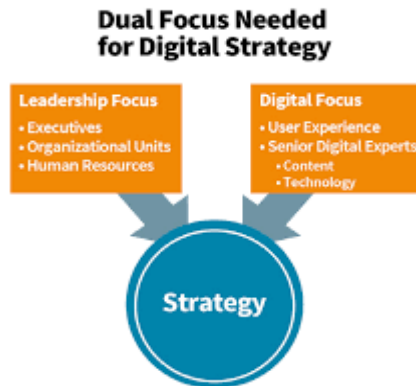 Dual Focus Needed
for Digital Strategy
Leadership Focus
• Executives
• Organizational Units
• Human Resources
Digital Focus
• User Experience
• Senior Digital Experts
• Content
• Technology
Strategy